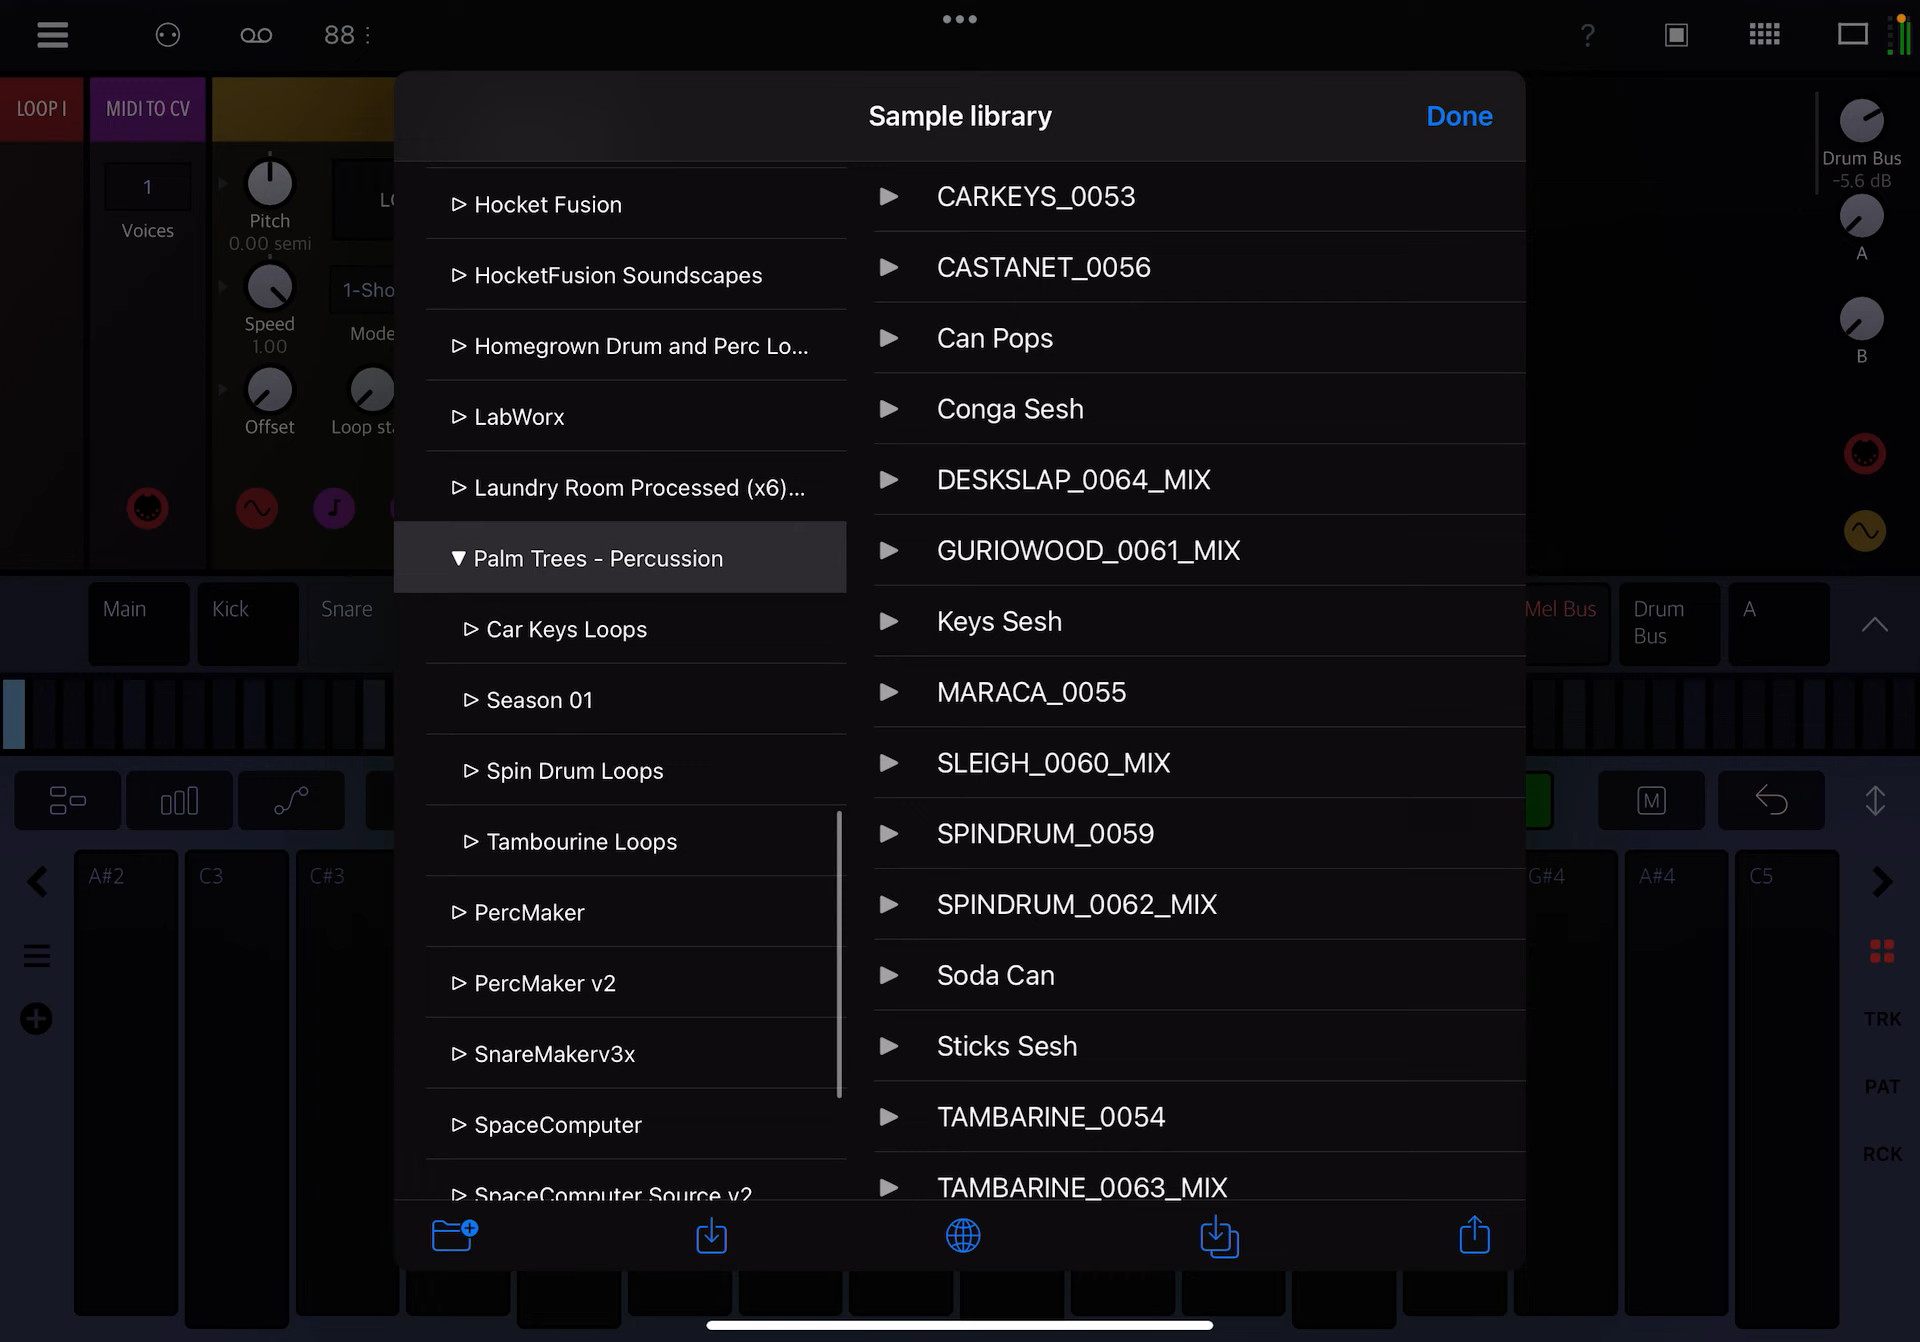 88
?
LOOP I
MIDI TO CV
1
Voices
Pitch
0.00 semi
Speed
1.00
1-Sho
Mode
Offset
Loop sta
Sample library
Done
Hocket Fusion
HocketFusion Soundscapes
Homegrown Drum and Perc Lo...
LabWorx
Laundry Room Processed (x6)...
Palm Trees - Percussion
Car Keys Loops
Season 01
Spin Drum Loops
Tambourine Loops
PercMaker
PercMaker v2
SnareMakerv3x
SpaceComputer
SpaceComputer Source v2
CARKEYS_0053
CASTANET_0056
Can Pops
Conga Sesh
DESKSLAP_0064_MIX
GURIOWOOD_0061_MIX
Keys Sesh
MARACA_0055
SLEIGH_0060_MIX
SPINDRUM_0059
SPINDRUM_0062_MIX
Soda Can
Sticks Sesh
TAMBARINE_0054
TAMBARINE_0063_MIX
Drum Bus
-5.6 dB
A
B
Main
Kick
Snare
Mel Bus
Drum
Bus
A
M
A#2
C3
C#3
G#4
A#4
C5
TRK
PAT
RCK